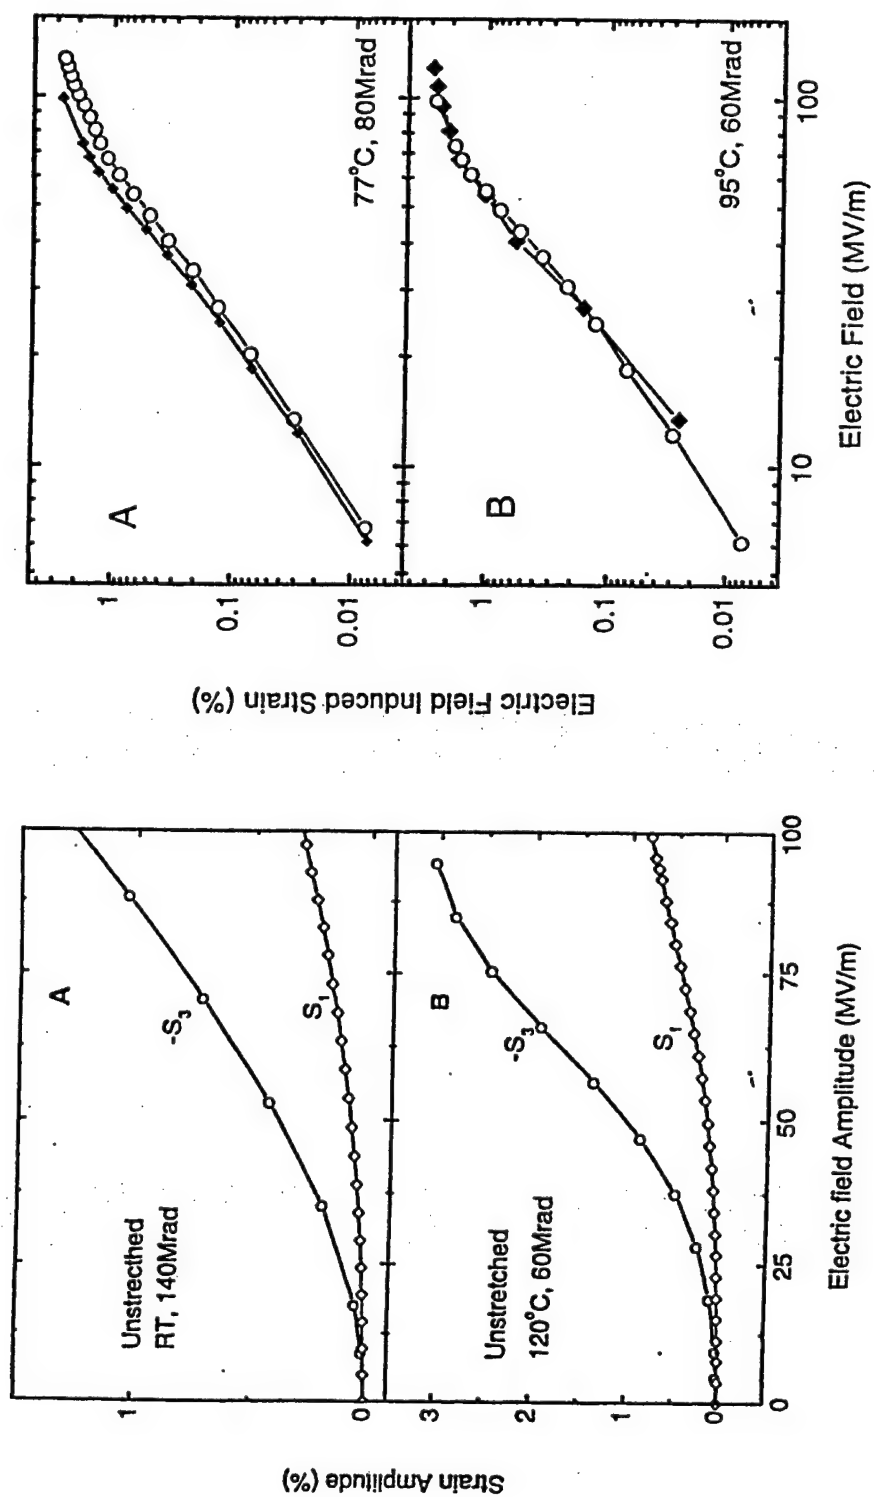 A
Unstrecthed
RT, 140Mrad
-S3
S1
1
0
B
Unstretched
120°C, 60Mrad
-S3
S1
3
2
1
0
0
25
50
75
100
Strain Amplitude (%)
Electric field Amplitude (MV/m)
A
77°C, 80Mrad
1
0.1
0.01
B
95°C, 60Mrad
1
0.1
0.01
10
100
Electric Field Induced Strain (%)
Electric Field (MV/m)